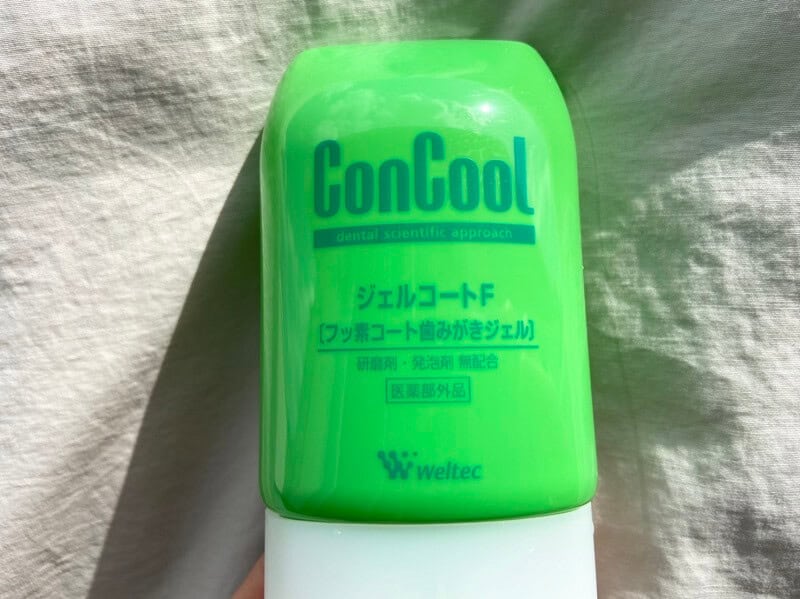 ConCool
dental scientific approach
ジェルコートF
[フッ素コート歯みがきジェル]
研磨剤・発泡剤 無配合
医薬部外品
Weltec